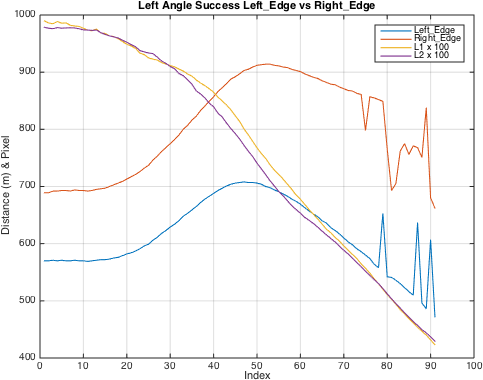 Left Angle Success Left_Edge vs Right_Edge
Left_Edge
Right_Edge
L1 x 100
L2 x 100
Distance (m) & Pixel
1000
900
800
700
600
500
400
0 10 20 30 40 50 60 70 80 90 100
Index